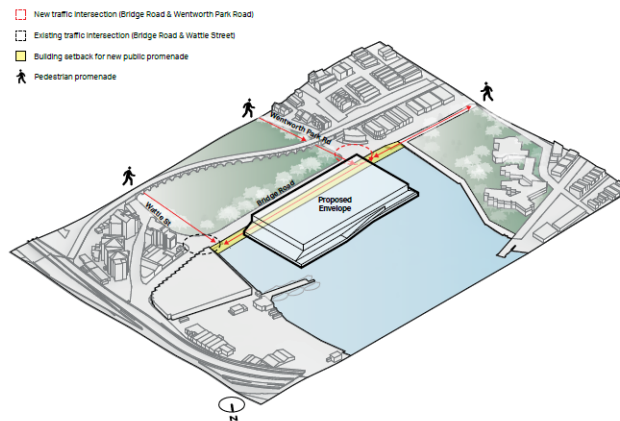 New traffic intersection (Bridge Road & Wentworth Park Road)
Existing traffic intersection (Bridge Road & Wattle Street)
Building setback for new public promenade
Pedestrian promenade
Wentworth Park Rd
Bridge Road
Proposed
Envelope
Wattle St
N